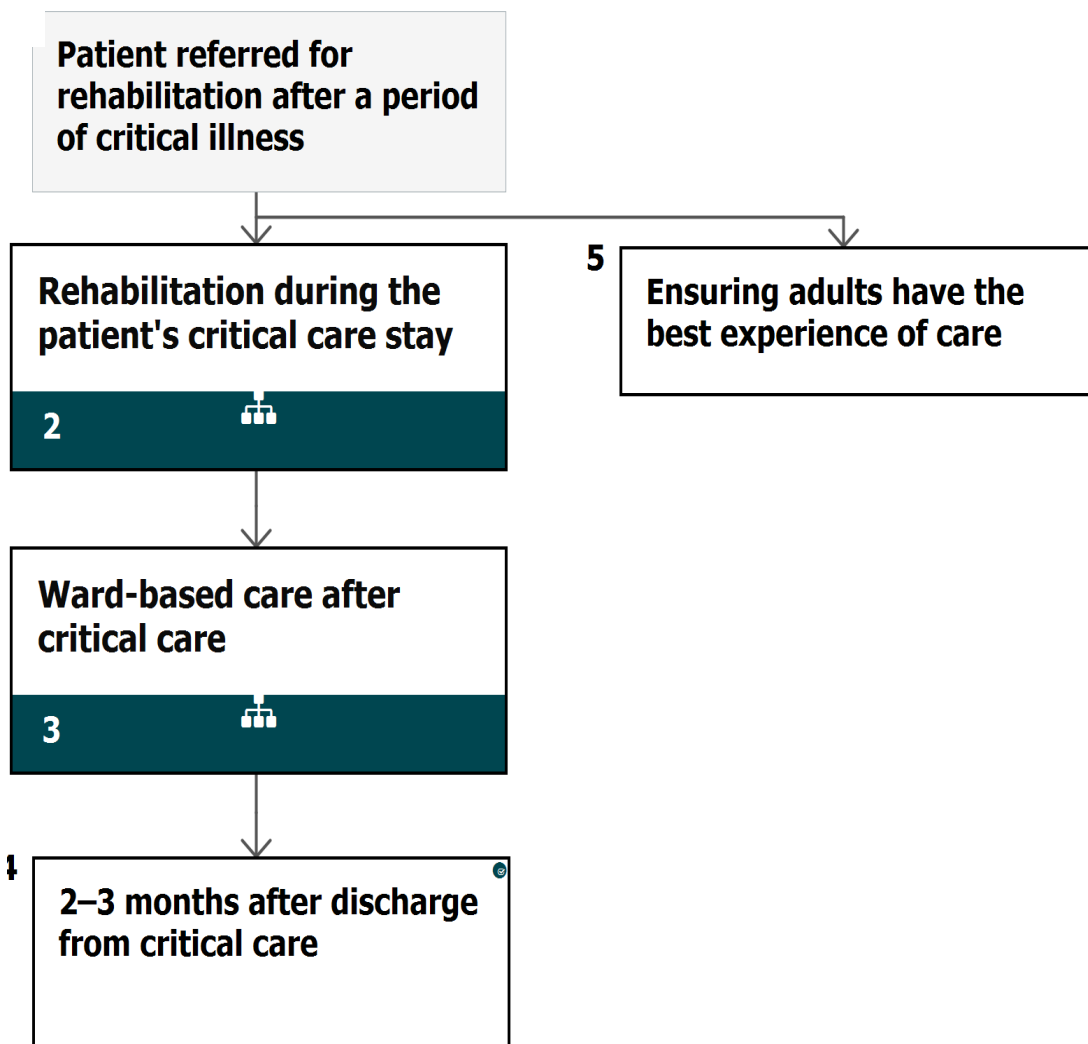 Patient referred for
rehabilitation after a period
of critical illness
Rehabilitation during the
patient's critical care stay
2
5
Ensuring adults have the
best experience of care
Ward-based care after
critical care
3
4
2–3 months after discharge
from critical care